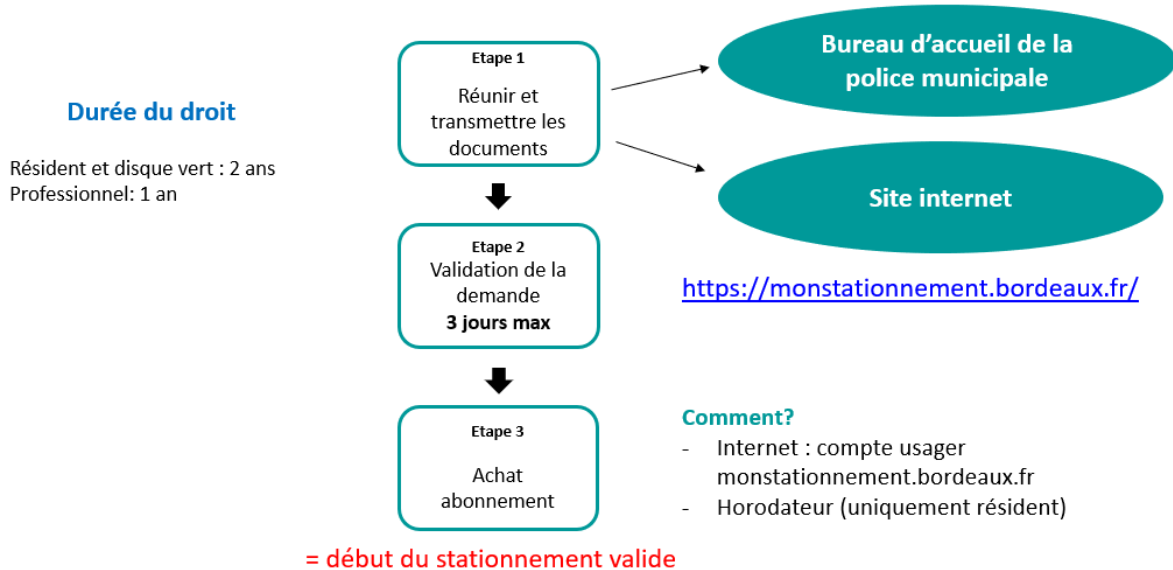 Durée du droit
Résident et disque vert : 2 ans
Professionnel: 1 an
Etape 1
Réunir et
transmettre les
documents
Bureau d'accueil de la
police municipale
Site internet
https://monstationnement.bordeaux.fr/
Etape 2
Validation de la
demande
3 jours max
Etape 3
Achat
abonnement
= début du stationnement valide
Comment?
- Internet : compte usager
monstationnement.bordeaux.fr
- Horodateur (uniquement résident)